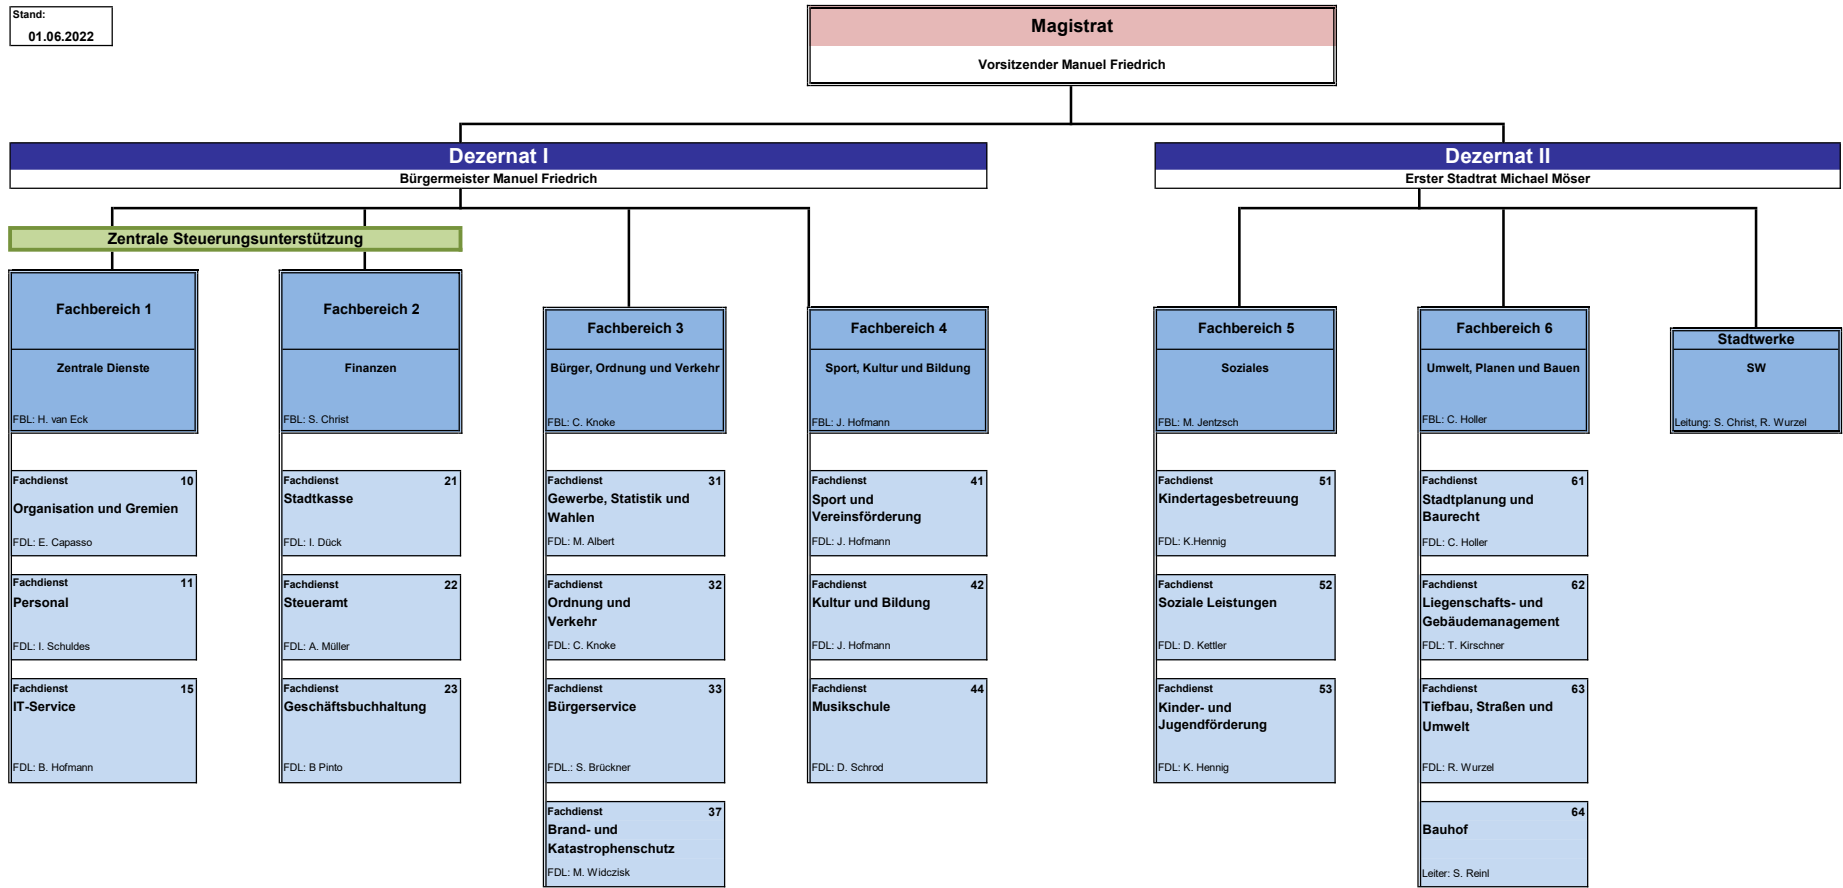 Stand:
01.06.2022
Magistrat
Vorsitzender Manuel Friedrich
Dezernat I
Bürgermeister Manuel Friedrich
Dezernat II
Erster Stadtrat Michael Möser
Zentrale Steuerungsunterstützung
Fachbereich 1
Zentrale Dienste
FBL: H. van Eck
Fachdienst 10
Organisation und Gremien
FDL: E. Capasso
Fachdienst 11
Personal
FDL: I. Schuldes
Fachdienst 15
IT-Service
FDL: B. Hofmann
Fachbereich 2
Finanzen
FBL: S. Christ
Fachdienst 21
Stadtkasse
FDL: I. Dück
Fachdienst 22
Steueramt
FDL: A. Müller
Fachdienst 23
Geschäftsbuchhaltung
FDL: B Pinto
Fachbereich 3
Bürger, Ordnung und Verkehr
FBL: C. Knoke
Fachdienst 31
Gewerbe, Statistik und
Wahlen
FDL: M. Albert
Fachdienst 32
Ordnung und
Verkehr
FDL: C. Knoke
Fachdienst 33
Bürgerservice
FDL.: S. Brückner
Fachdienst 37
Brand- und
Katastrophenschutz
FDL: M. Widczisk
Fachbereich 4
Sport, Kultur und Bildung
FBL: J. Hofmann
Fachdienst 41
Sport und
Vereinsförderung
FDL: J. Hofmann
Fachdienst 42
Kultur und Bildung
FDL: J. Hofmann
Fachdienst 44
Musikschule
FDL: D. Schrod
Fachbereich 5
Soziales
FBL: M. Jentzsch
Fachdienst 51
Kindertagesbetreuung
FDL: K.Hennig
Fachdienst 52
Soziale Leistungen
FDL: D. Kettler
Fachdienst 53
Kinder- und
Jugendförderung
FDL: K. Hennig
Fachbereich 6
Umwelt, Planen und Bauen
FBL: C. Holler
Fachdienst 61
Stadtplanung und
Baurecht
FDL: C. Holler
Fachdienst 62
Liegenschafts- und
Gebäudemanagement
FDL: T. Kirschner
Fachdienst 63
Tiefbau, Straßen und
Umwelt
FDL: R. Wurzel
64
Bauhof
Leiter: S. Reinl
Stadtwerke
SW
Leitung: S. Christ, R. Wurzel